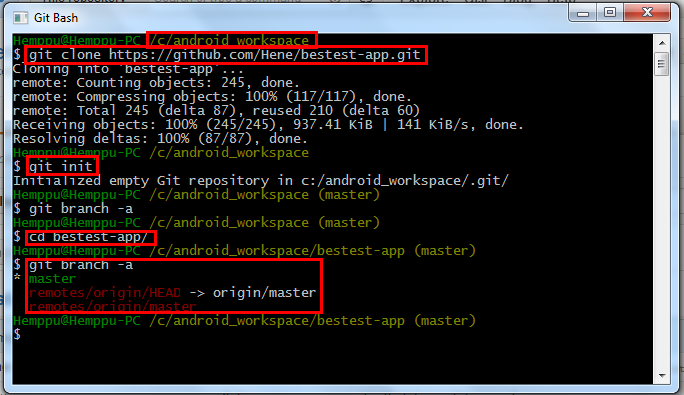 Git Bash
Hemppu@Hemppu-PC /c/android_workspace
$ git clone https://github.com/Hene/bestest-app.git
Cloning into 'bestest-app'...
remote: Counting objects: 245, done.
remote: Compressing objects: 100% (117/117), done.
remote: Total 245 (delta 87), reused 210 (delta 60)
Receiving objects: 100% (245/245), 937.41 KiB | 141 KiB/s, done.
Resolving deltas: 100% (87/87), done.
Hemppu@Hemppu-PC /c/android_workspace
$ git init
Initialized empty Git repository in c:/android_workspace/.git/
Hemppu@Hemppu-PC /c/android_workspace (master)
$ git branch -a
Hemppu@Hemppu-PC /c/android_workspace (master)
$ cd bestest-app/
Hemppu@Hemppu-PC /c/android_workspace/bestest-app (master)
$ git branch -a
* master
remotes/origin/HEAD -> origin/master
remotes/origin/master
Hemppu@Hemppu-PC /c/android_workspace/bestest-app (master)
$